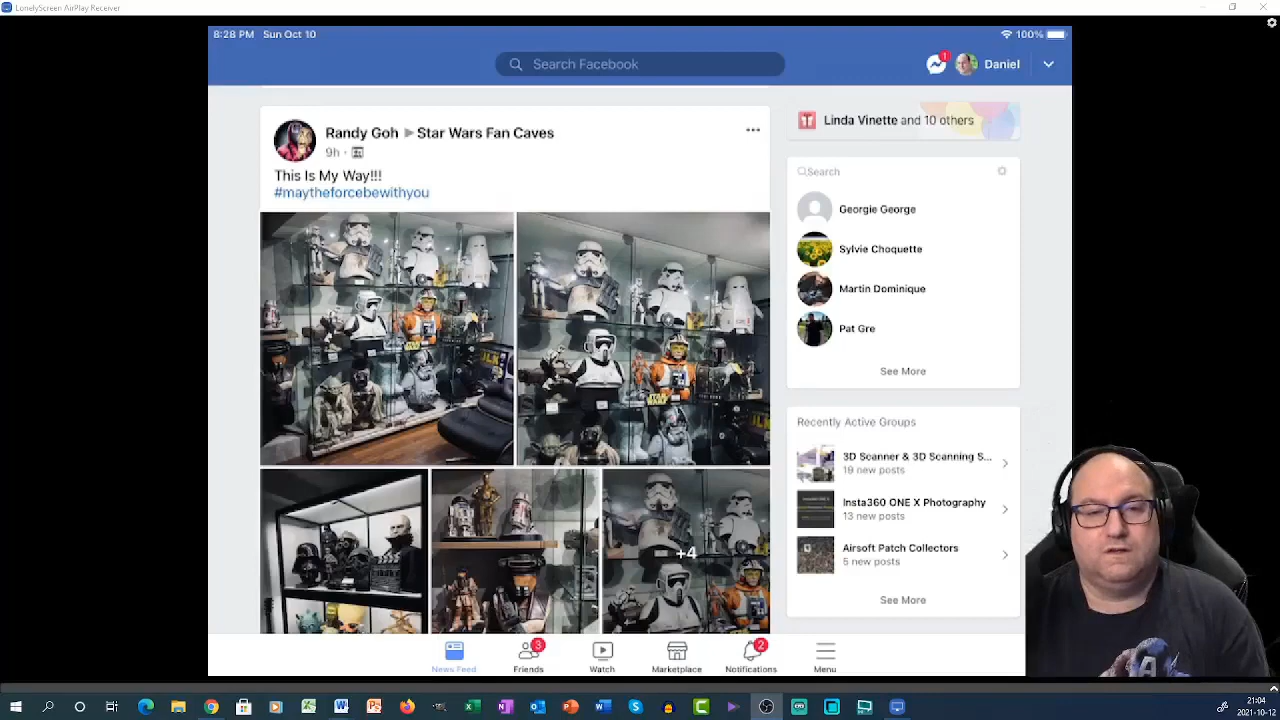 LonelyScreen AirPlay Receiver
8:28 PM Sun Oct 10
100%
Search Facebook
1
Daniel
Randy Goh ▶ Star Wars Fan Caves
9h ·
This Is My Way!!!
#maytheforcebewithyou
+4
Linda Vinette and 10 others
Search
Georgie George
Sylvie Choquette
Martin Dominique
Pat Gre
See More
Recently Active Groups
3D Scanner & 3D Scanning S...
19 new posts
Insta360 ONE X Photography
13 new posts
Airsoft Patch Collectors
5 new posts
See More
News Feed
3
Friends
Watch
Marketplace
2
Notifications
Menu
21:04
2021-10-12